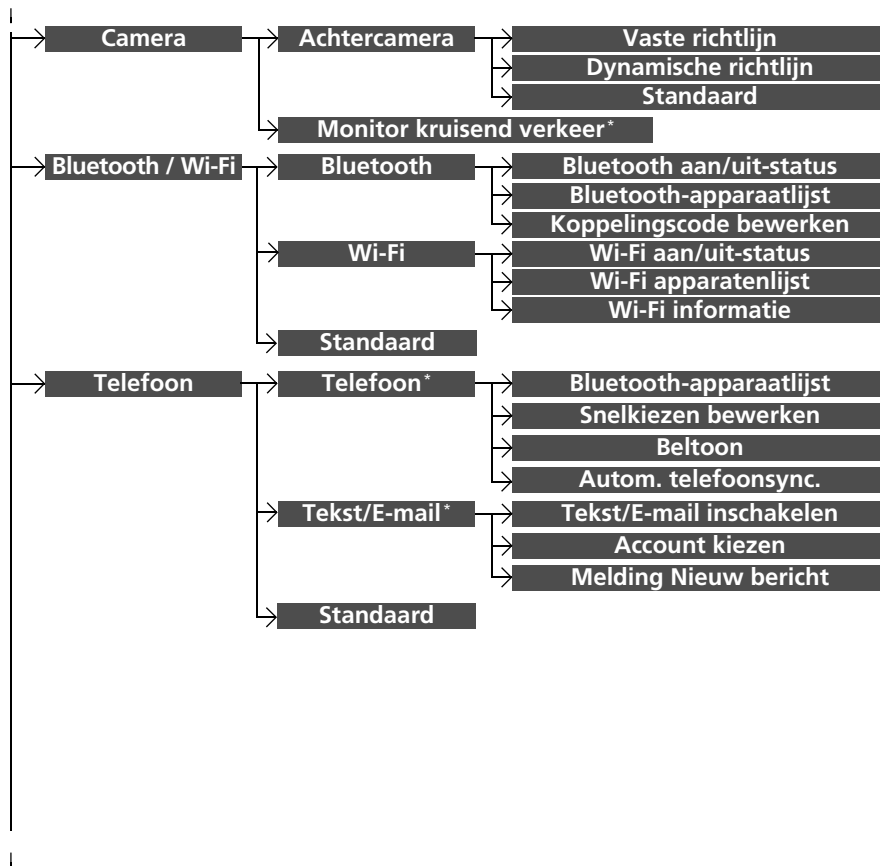 Camera
Achtercamera
Vaste richtlijn
Dynamische richtlijn
Standaard
Monitor kruisend verkeer*
Bluetooth / Wi-Fi
Bluetooth
Bluetooth aan/uit-status
Bluetooth-apparaatlijst
Koppelingscode bewerken
Wi-Fi
Wi-Fi aan/uit-status
Wi-Fi apparatenlijst
Wi-Fi informatie
Standaard
Telefoon
Telefoon*
Bluetooth-apparaatlijst
Snelkiezen bewerken
Beltoon
Autom. telefoonsync.
Tekst/E-mail*
Tekst/E-mail inschakelen
Account kiezen
Melding Nieuw bericht
Standaard